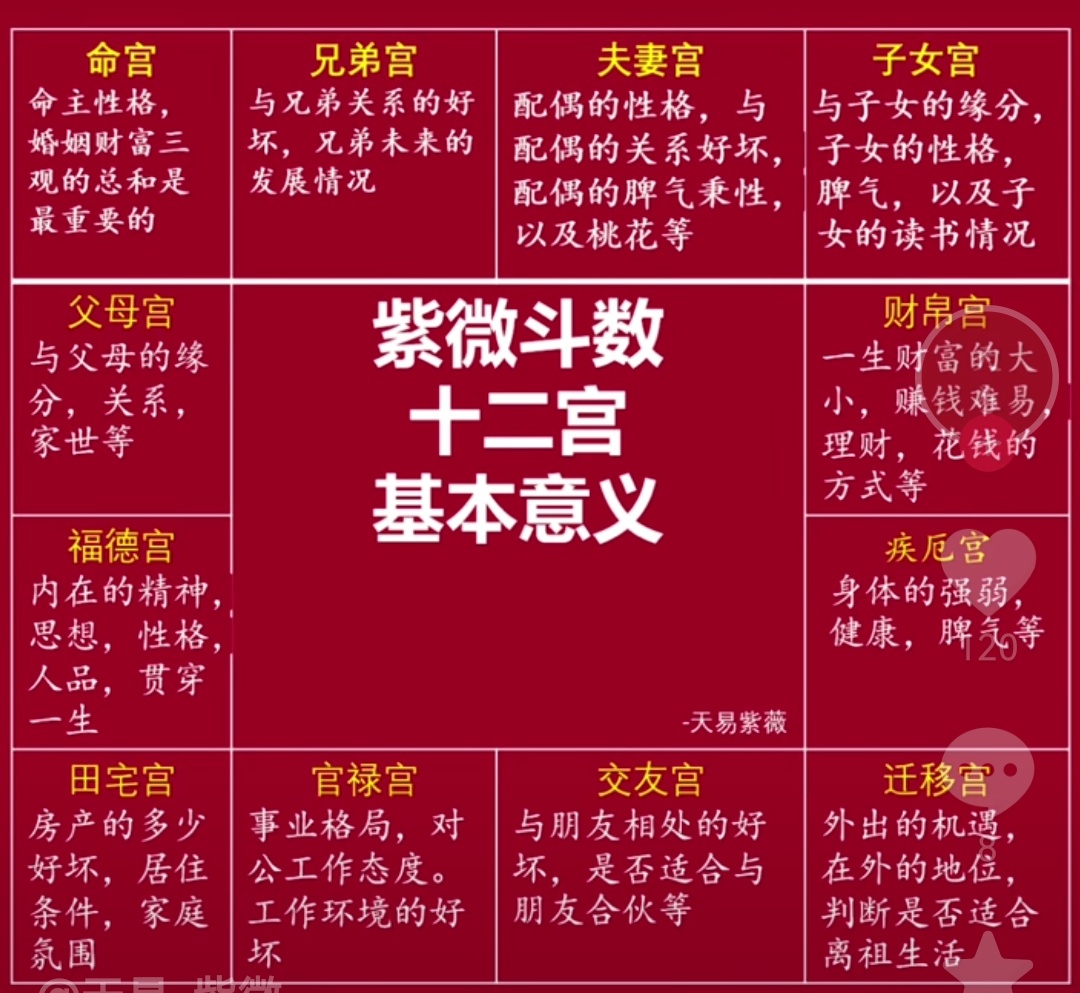 命宫
命主性格，
婚姻财富三
观的总和是
最重要的
兄弟宫
与兄弟关系的好
坏，兄弟未来的
发展情况
夫妻宫
配偶的性格，与
配偶的关系好坏，
配偶的脾气秉性，
以及桃花等
子女宫
与子女的缘分，
子女的性格，
脾气，以及子
女的读书情况
父母宫
与父母的缘
分，关系，
家世等
紫微斗数
十二宫
基本意义
-天易紫薇
财帛宫
一生财富的大
小，赚钱难易，
理财，花钱的
方式等
福德宫
内在的精神，
思想，性格，
人品，贯穿
一生
疾厄宫
身体的强弱，
健康，脾气等
120
田宅宫
房产的多少
好坏，居住
条件，家庭
氛围
官禄宫
事业格局，对
公工作态度。
工作环境的好
坏
交友宫
与朋友相处的好
坏，是否适合与
朋友合伙等
迁移宫
外出的机遇，
在外的地位，
判断是否适合
离祖生活